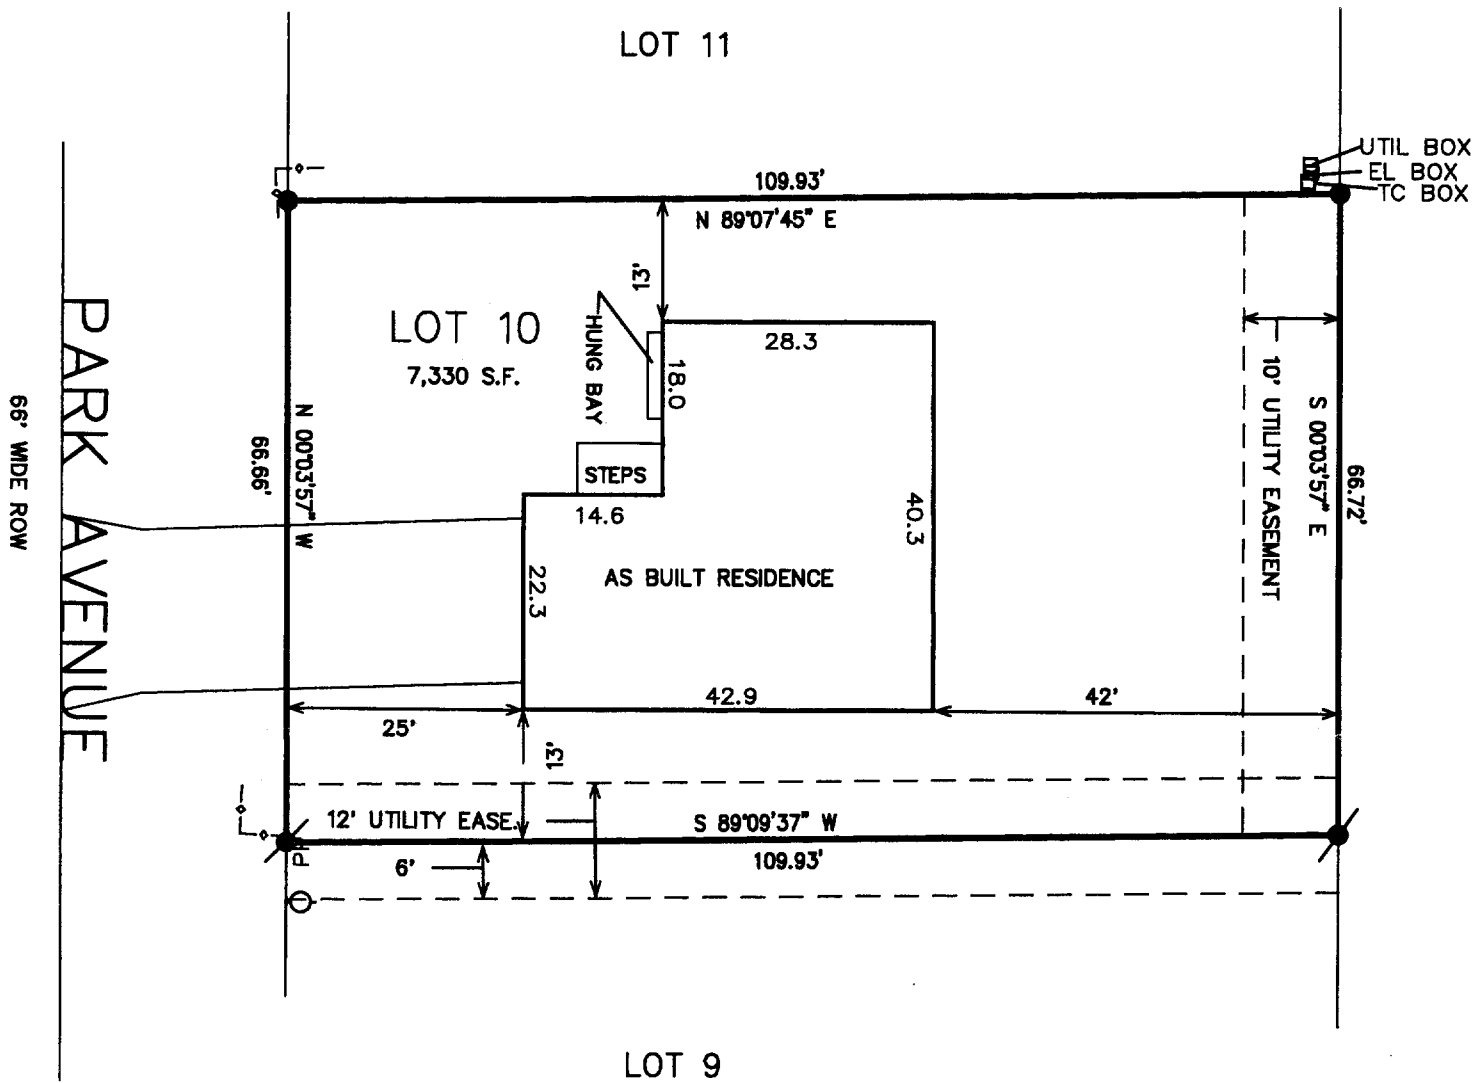 LOT 11
UTIL BOX
EL BOX
TC BOX
109.93'
N 89°07'45" E
13'
HUNG BAY
LOT 10
7,330 S.F.
28.3
18.0
STEPS
14.6
40.3
22.3
AS BUILT RESIDENCE
10' UTILITY EASEMENT
S 00°03'57" E
66.72'
N 00°03'57" W
66.66'
PARK AVENUE
66' WIDE ROW
42.9
42'
25'
13'
12' UTILITY EASE.
S 89°09'37" W
109.93'
6'
LOT 9